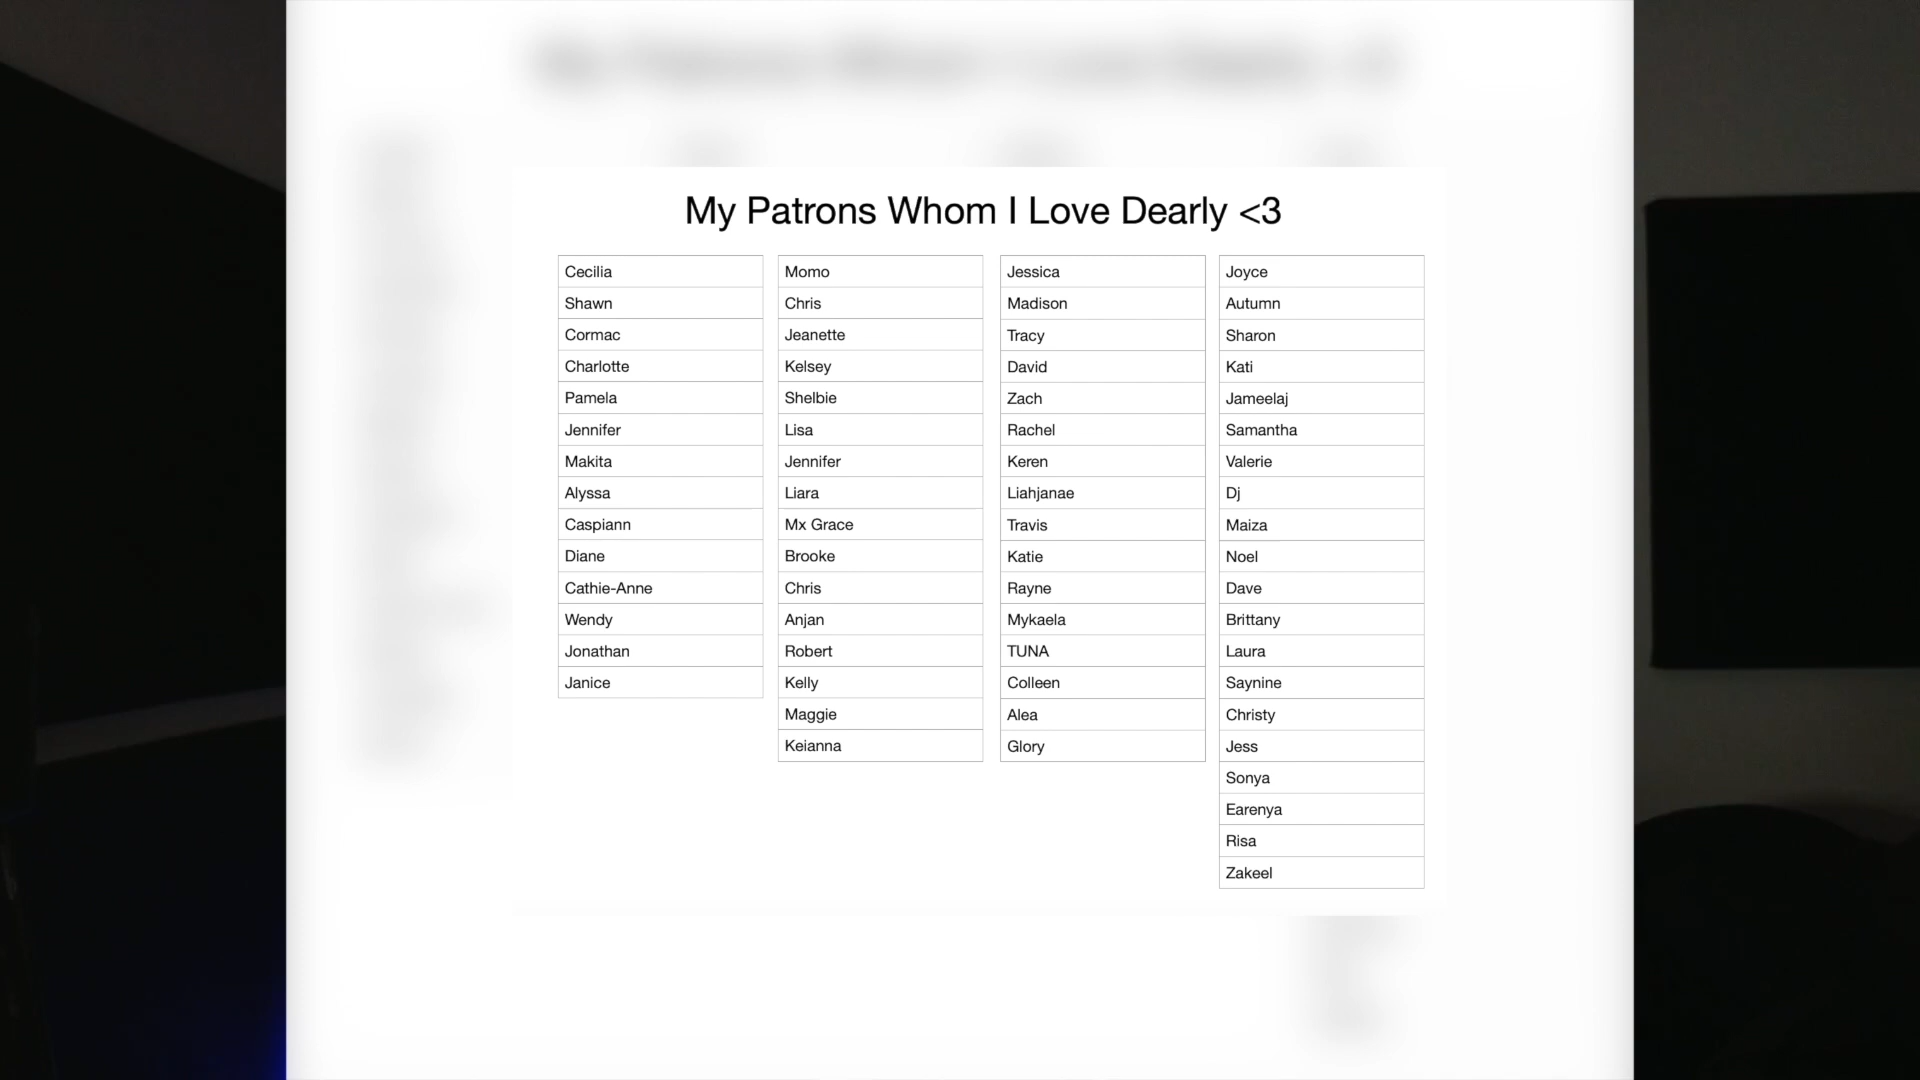 My Patrons Whom I Love Dearly <3
Cecilia
Shawn
Cormac
Charlotte
Pamela
Jennifer
Makita
Alyssa
Caspiann
Diane
Cathie-Anne
Wendy
Jonathan
Janice
Momo
Chris
Jeanette
Kelsey
Shelbie
Lisa
Jennifer
Liara
Mx Grace
Brooke
Chris
Anjan
Robert
Kelly
Maggie
Keianna
Jessica
Madison
Tracy
David
Zach
Rachel
Keren
Liahjanae
Travis
Katie
Rayne
Mykaela
TUNA
Colleen
Alea
Glory
Joyce
Autumn
Sharon
Kati
Jameelaj
Samantha
Valerie
Dj
Maiza
Noel
Dave
Brittany
Laura
Saynine
Christy
Jess
Sonya
Earenya
Risa
Zakeel